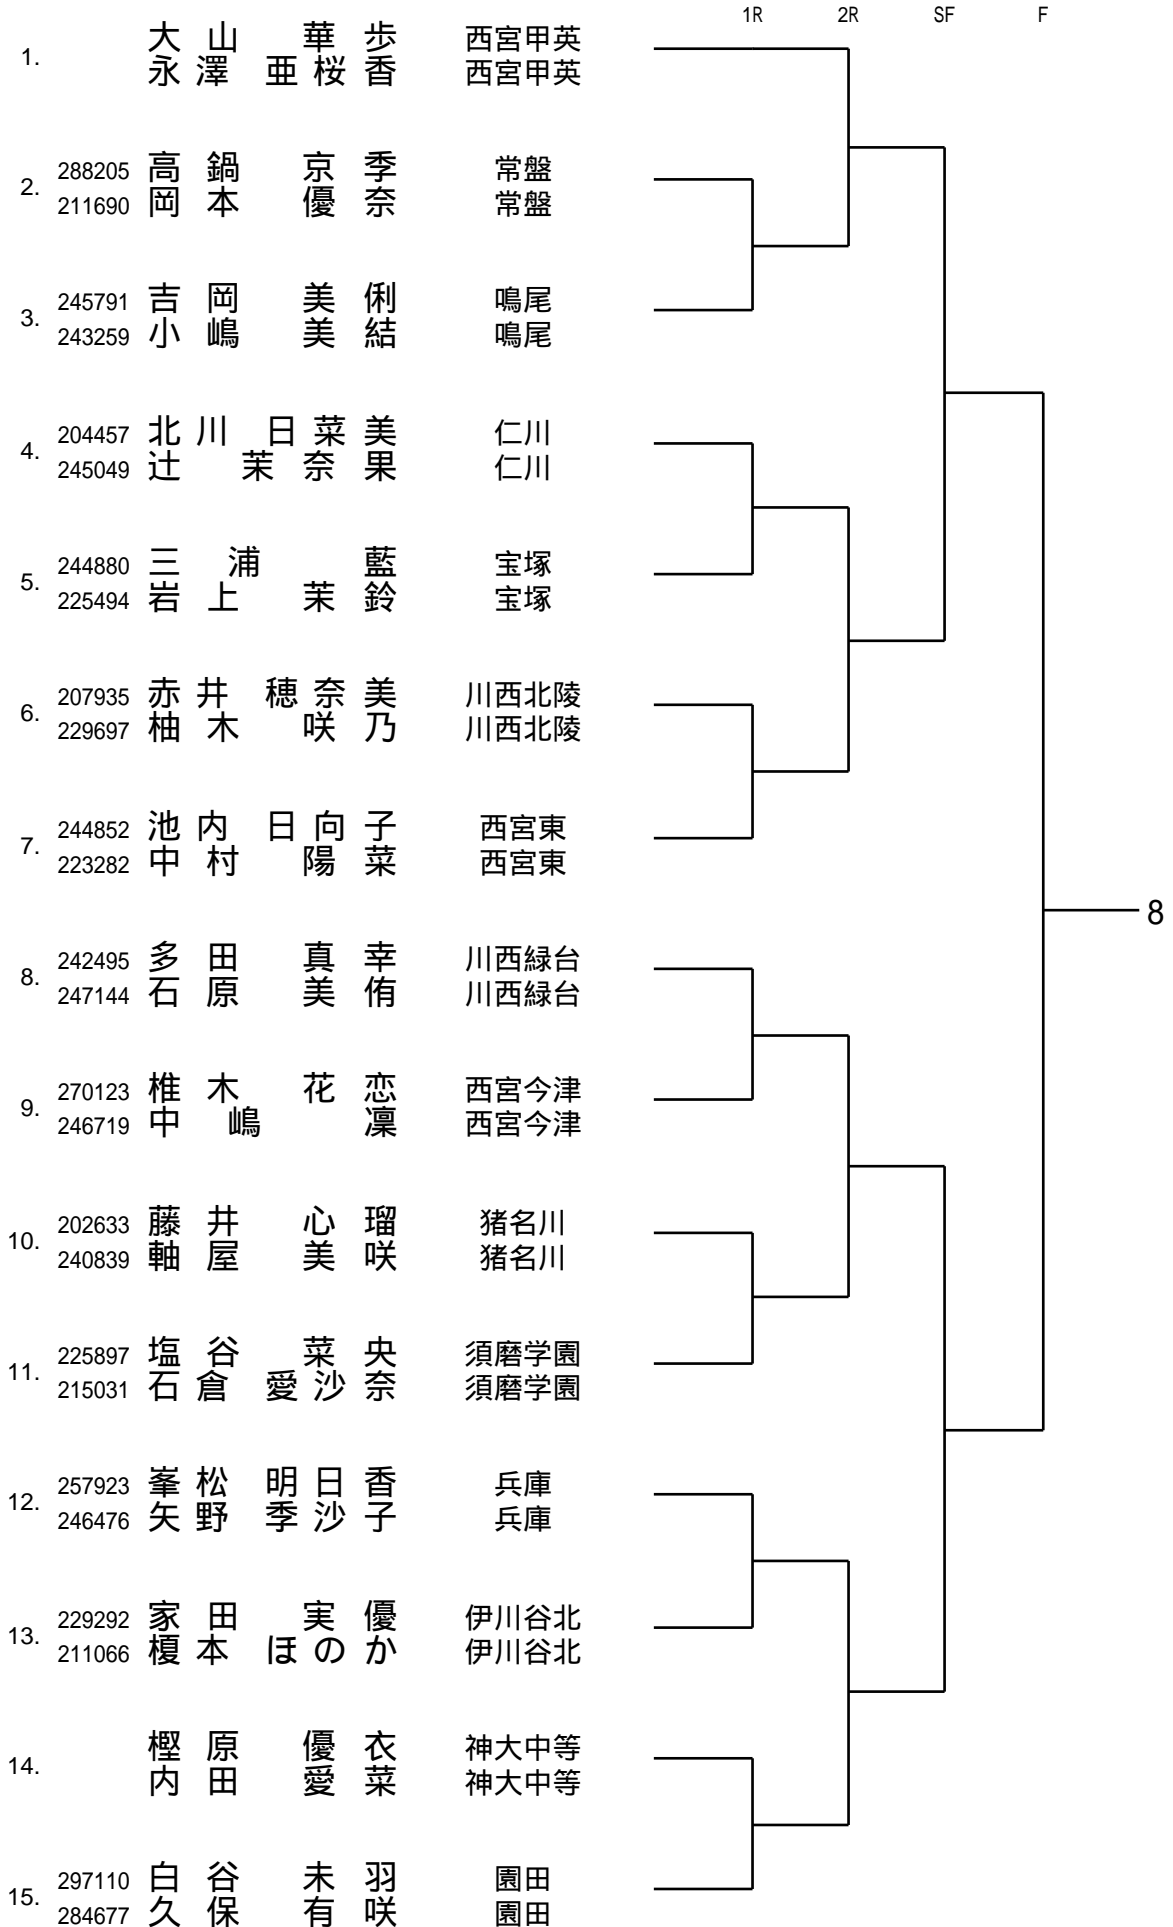 1R 2R SF F
1. 大山 華歩 西宮甲英
永澤 亜桜香 西宮甲英
2. 288205 高鍋 京季 常盤
211690 岡本 優奈 常盤
3. 245791 吉岡 美俐 鳴尾
243259 小嶋 美結 鳴尾
4. 204457 北川 日菜美 仁川
245049 辻 茉奈果 仁川
5. 244880 三浦 藍 宝塚
225494 岩上 茉鈴 宝塚
6. 207935 赤井 穂奈美 川西北陵
229697 柚木 咲乃 川西北陵
7. 244852 池内 日向子 西宮東
223282 中村 陽菜 西宮東
8
8. 242495 多田 真幸 川西緑台
247144 石原 美侑 川西緑台
9. 270123 椎木 花恋 西宮今津
246719 中嶋 凜 西宮今津
10. 202633 藤井 心瑠 猪名川
240839 軸屋 美咲 猪名川
11. 225897 塩谷 菜央 須磨学園
215031 石倉 愛沙奈 須磨学園
12. 257923 峯松 明日香 兵庫
246476 矢野 季沙子 兵庫
13. 229292 家田 実優 伊川谷北
211066 榎本 ほのか 伊川谷北
14. 樫原 優衣 神大中等
内田 愛菜 神大中等
15. 297110 白谷 未羽 園田
284677 久保 有咲 園田